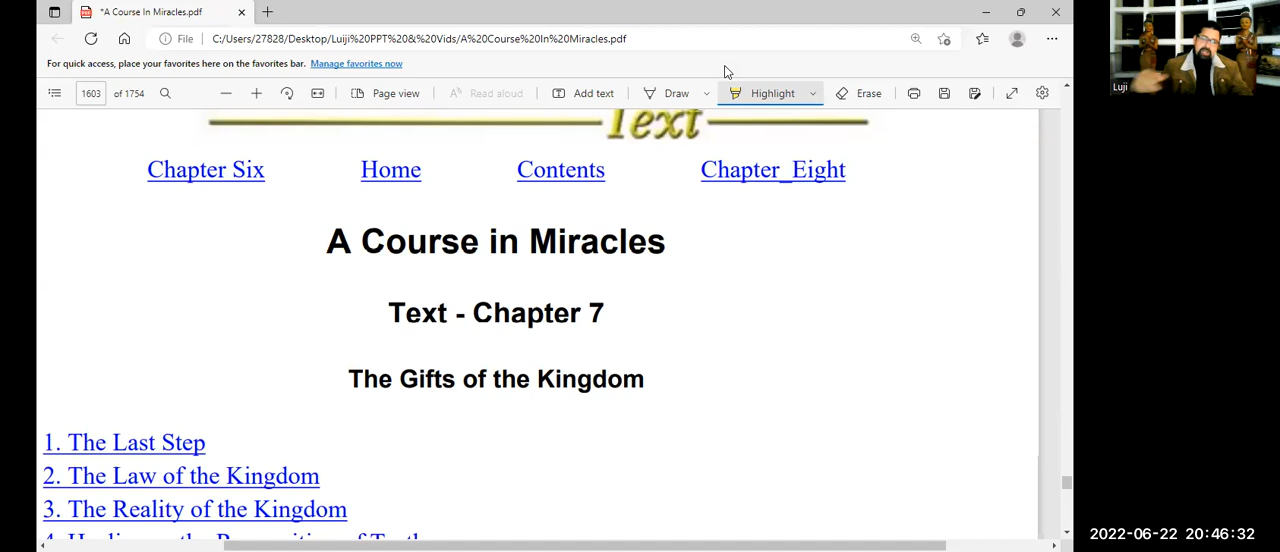 *A Course In Miracles.pdf
File C:/Users/27828/Desktop/Luiji%20PPT%20&%20Vids/A%20Course%20In%20Miracles.pdf
For quick access, place your favorites here on the favorites bar. Manage favorites now
1603 of 1754 Page view Read aloud Add text Draw Highlight Erase
Text
Chapter Six Home Contents Chapter_Eight
A Course in Miracles
Text - Chapter 7
The Gifts of the Kingdom
1. The Last Step
2. The Law of the Kingdom
3. The Reality of the Kingdom
Luji
2022-06-22 20:46:32